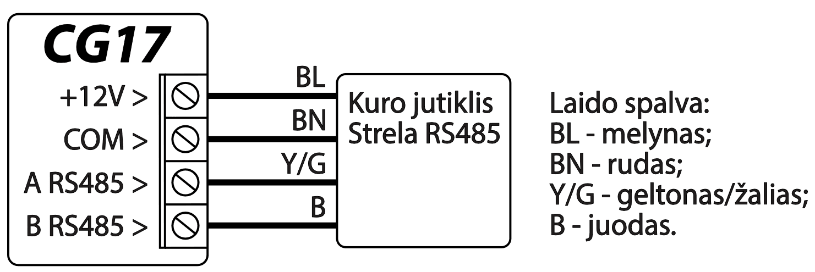 CG17
+12V >
COM >
A RS485 >
B RS485 >
BL
BN
Y/G
B
Kuro jutiklis
Strela RS485
Laido spalva:
BL - melynas;
BN - rudas;
Y/G - geltonas/žalias;
B - juodas.